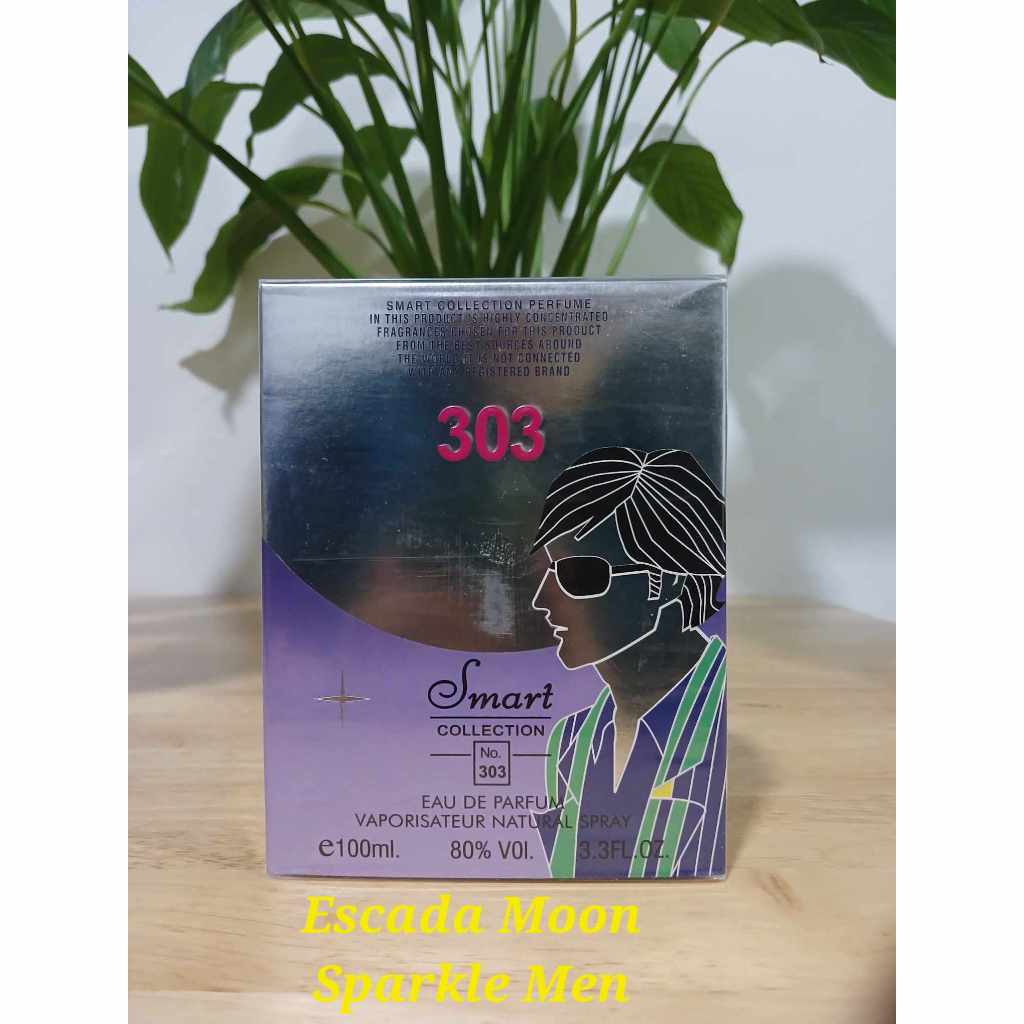 SMART COLLECTION PERFUME
IN THIS PRODUCT IS HIGHLY CONCENTRATED
FRAGRANCES CHOSEN FOR THIS PRODUCT
FROM THE BEST SOURCES AROUND
THE WORLD IT IS NOT CONNECTED
WITH ANY REGISTERED BRAND
303
Smart
COLLECTION
No.
303
EAU DE PARFUM
VAPORISATEUR NATURAL SPRAY
e100ml. 80% VOl. 3.3FL.OZ.
Escada Moon
Sparkle Men